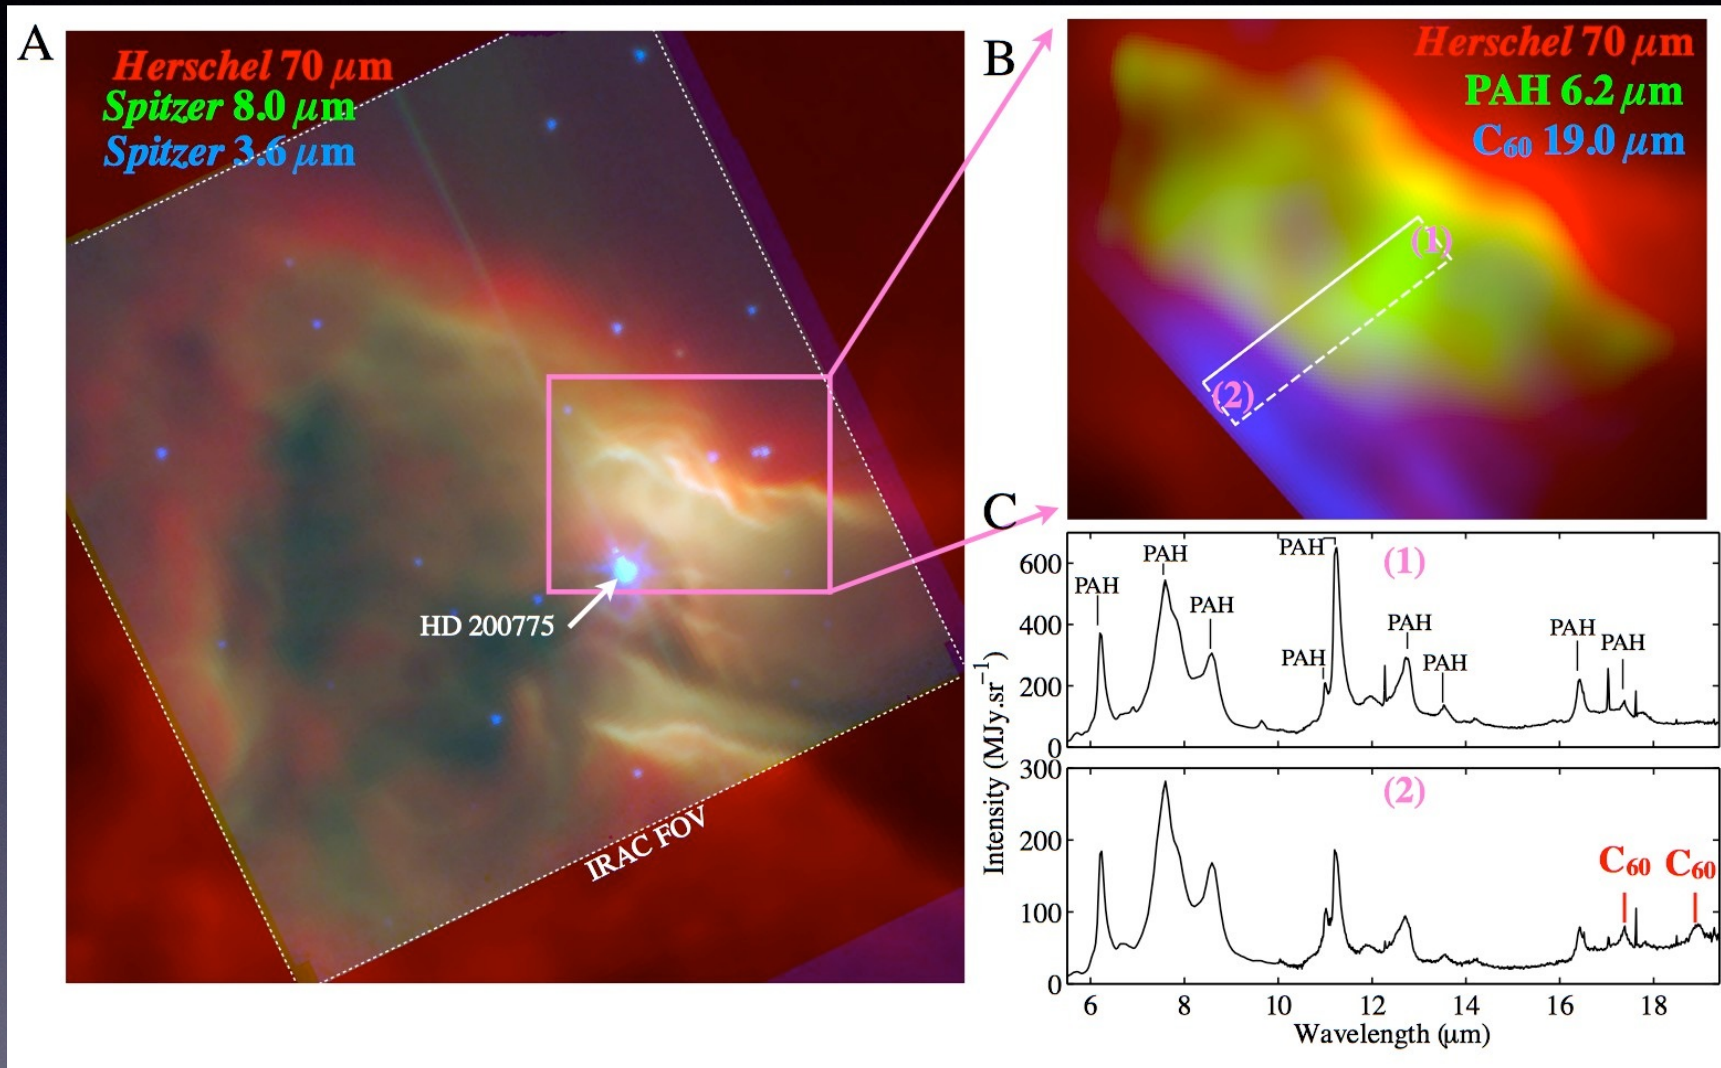 A
Herschel 70 μm
Spitzer 8.0 μm
Spitzer 3.6 μm
HD 200775
IRAC FOV
B
Herschel 70 μm
PAH 6.2 μm
C₆₀ 19.0 μm
(1)
(2)
C
Intensity (MJy.sr⁻¹)
600
400
200
0
PAH
PAH
PAH
PAH
PAH
PAH
PAH
PAH
PAH
(1)
300
200
100
0
(2)
C₆₀
C₆₀
6
8
10
12
14
16
18
Wavelength (μm)